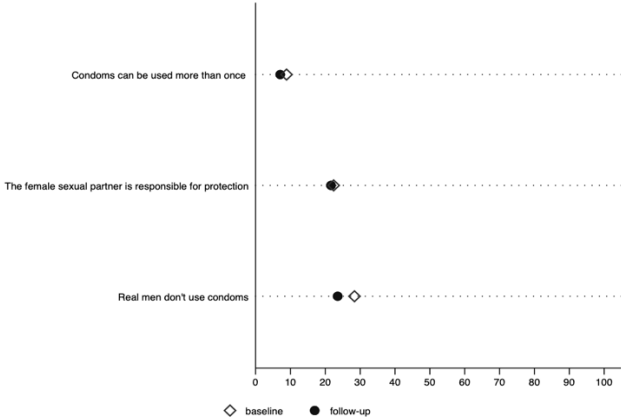 Condoms can be used more than once
The female sexual partner is responsible for protection
Real men don't use condoms
0 10 20 30 40 50 60 70 80 90 100
baseline follow-up